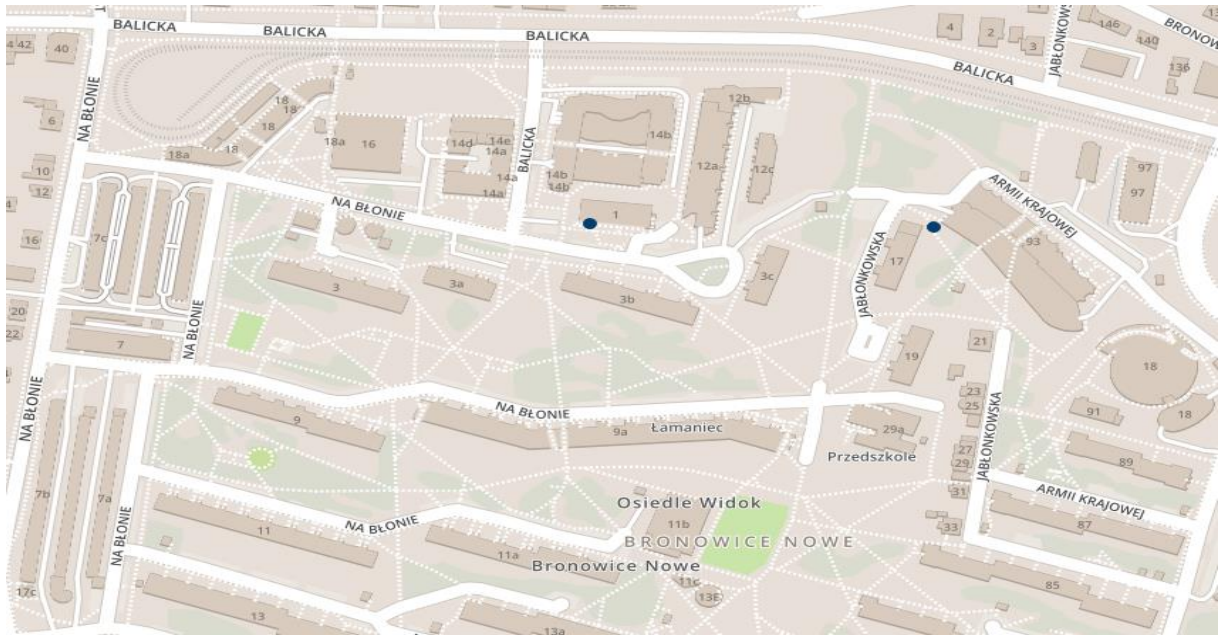 BALICKA
BALICKA
BALICKA
BALICKA
BALICKA
JABŁONKOWSKA
BRONOW
4
2
3
146
140
136
42
40
6
10
12
16
20
22
NA BŁONIE
18
18
18
18
18a
18a
16
14d
14e
14a
14a
14a
14b
14b
14b
12b
12a
12c
97
97
1
NA BŁONIE
ARMII KRAJOWEJ
93
17
JABŁONKOWSKA
7c
3
3a
3b
3c
NA BŁONIE
7
19
21
18
18
NA BŁONIE
NA BŁONIE
9
9a
Łamaniec
29a
Przedszkole
23
25
27
29
31
33
91
89
JABŁONKOWSKA
ARMII KRAJOWEJ
87
85
7b
7a
NA BŁONIE
11
NA BŁONIE
11a
11b
11c
13E
Osiedle Widok
BRONOWICE NOWE
Bronowice Nowe
17c
13
13a